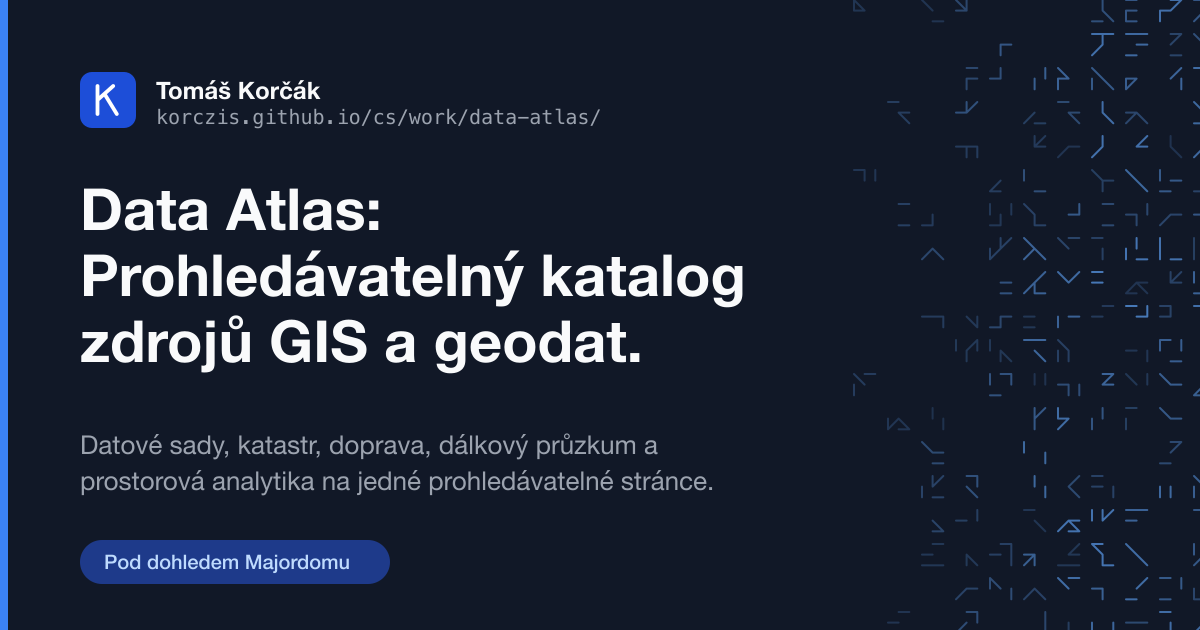 K
Tomáš Korčák
korczis.github.io/cs/work/data-atlas/
Data Atlas:
Prohledávatelný katalog
zdrojů GIS a geodat.
Datové sady, katastr, doprava, dálkový průzkum a
prostorová analytika na jedné prohledávatelné stránce.
Pod dohledem Majordomu